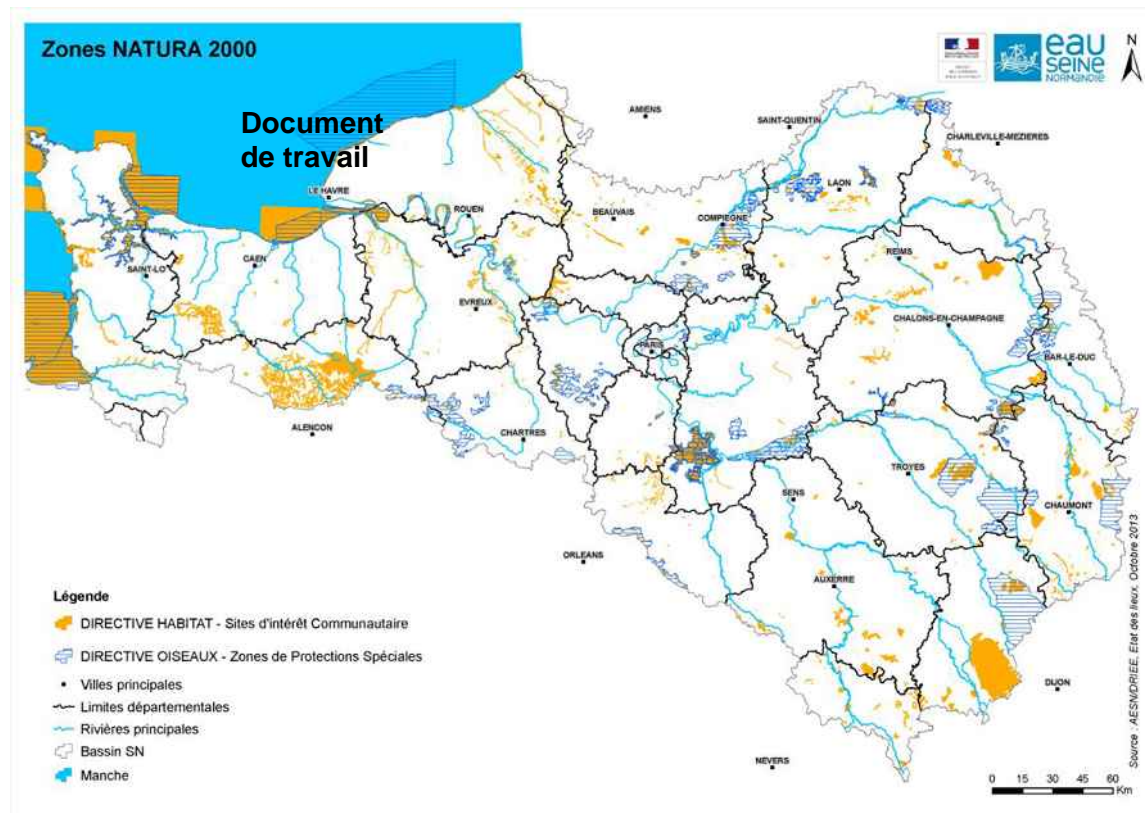 Zones NATURA 2000
eau
SEINE
NORMANDIE
N
Document
de travail
AMIENS
SAINT-QUENTIN
CHARLEVILLE-MEZIERES
LE HAVRE
ROUEN
BEAUVAIS
COMPIEGNE
LAON
SAINT-LO
CAEN
EVREUX
REIMS
CHALONS-EN-CHAMPAGNE
PARIS
BAR-LE-DUC
ALENCON
CHARTRES
TROYES
SENS
CHAUMONT
ORLEANS
AUXERRE
DIJON
NEVERS
Légende
DIRECTIVE HABITAT - Sites d'intérêt Communautaire
DIRECTIVE OISEAUX - Zones de Protections Spéciales
Villes principales
Limites départementales
Rivières principales
Bassin SN
Manche
Source : AESN/DRIEE, Etat des lieux, Octobre 2013
0 15 30 45 60
Km